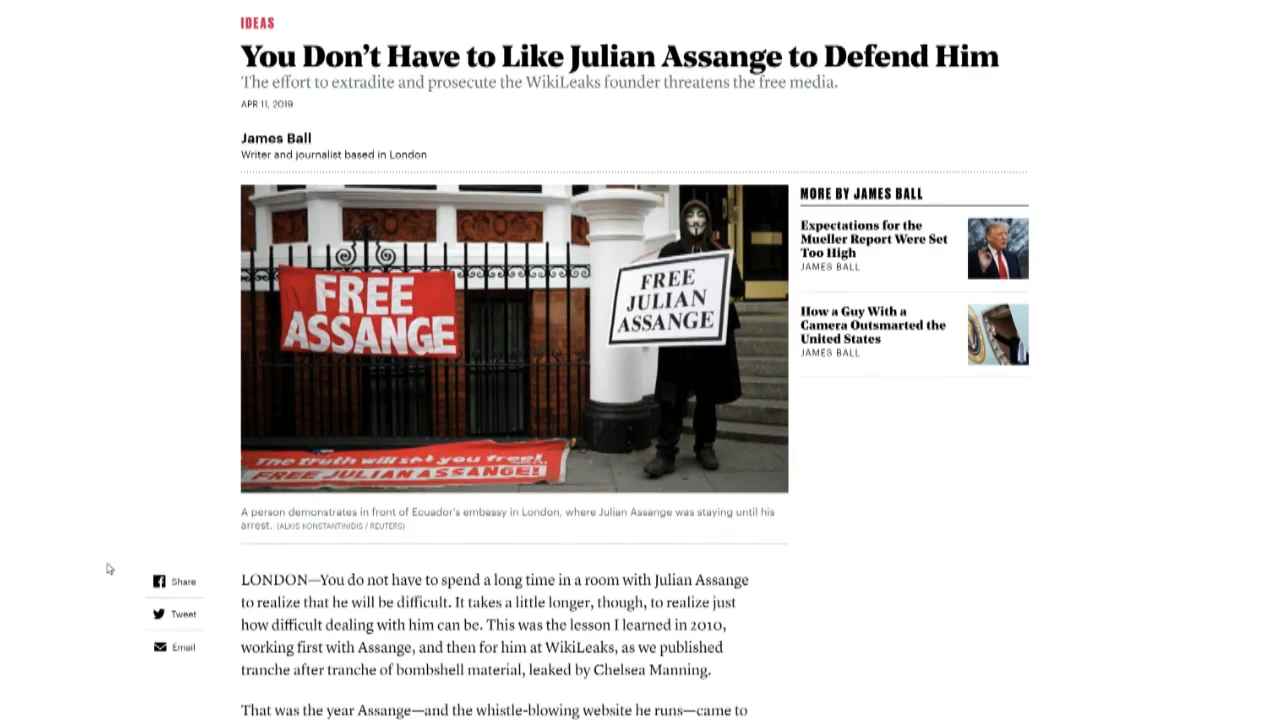 IDEAS
You Don't Have to Like Julian Assange to Defend Him
The effort to extradite and prosecute the WikiLeaks founder threatens the free media.
APR 11, 2019
James Ball
Writer and journalist based in London
FREE
ASSANGE
FREE
JULIAN
ASSANGE
The truth will set you free!
FREE JULIAN ASSANGE!
A person demonstrates in front of Ecuador's embassy in London, where Julian Assange was staying until his
arrest. (ALKIS KONSTANTINIDIS / REUTERS)
MORE BY JAMES BALL
Expectations for the
Mueller Report Were Set
Too High
JAMES BALL
How a Guy With a
Camera Outsmarted the
United States
JAMES BALL
Share
Tweet
Email
LONDON—You do not have to spend a long time in a room with Julian Assange
to realize that he will be difficult. It takes a little longer, though, to realize just
how difficult dealing with him can be. This was the lesson I learned in 2010,
working first with Assange, and then for him at WikiLeaks, as we published
tranche after tranche of bombshell material, leaked by Chelsea Manning.
That was the year Assange—and the whistle-blowing website he runs—came to